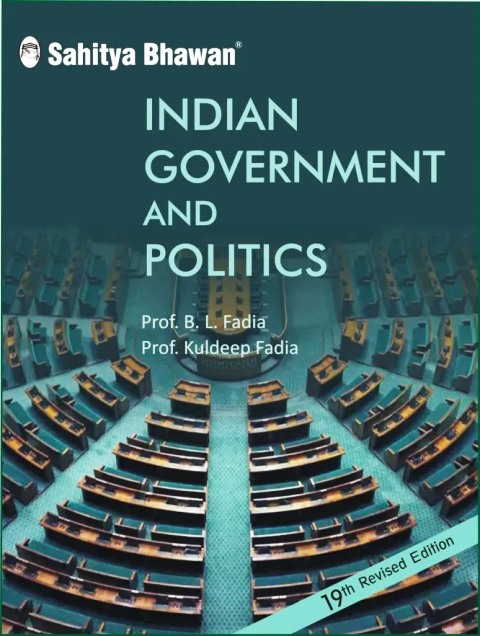 Sahitya Bhawan®
INDIAN
GOVERNMENT
AND
POLITICS
Prof. B. L. Fadia
Prof. Kuldeep Fadia
19th Revised Edition